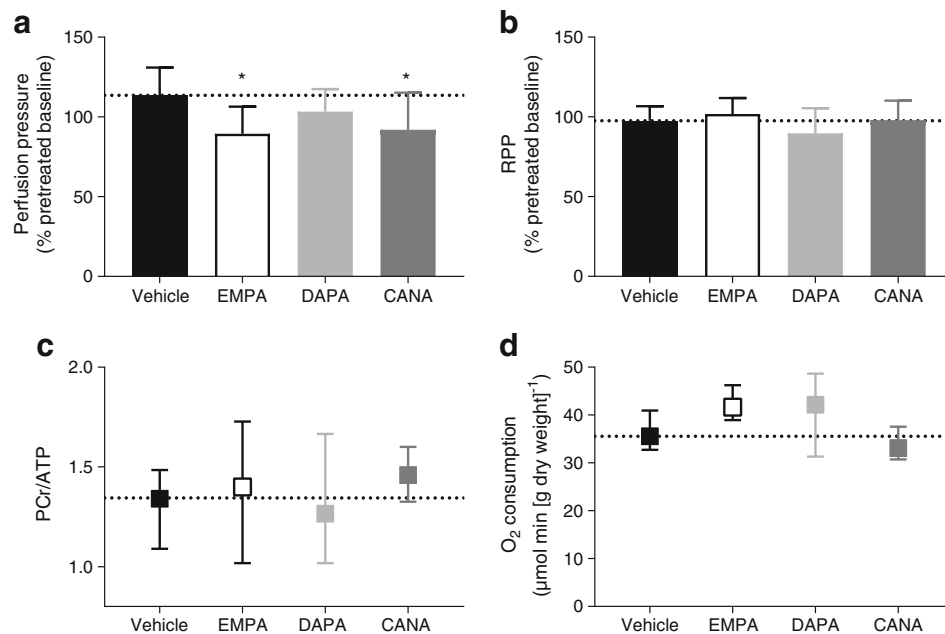 a
Perfusion pressure
(% pretreated baseline)
150
100
50
0
*
*
Vehicle EMPA DAPA CANA
b
RPP
(% pretreated baseline)
150
100
50
0
Vehicle EMPA DAPA CANA
c
PCr/ATP
2.0
1.5
1.0
Vehicle EMPA DAPA CANA
d
O₂ consumption
(µmol min [g dry weight]⁻¹)
50
40
30
20
10
0
Vehicle EMPA DAPA CANA